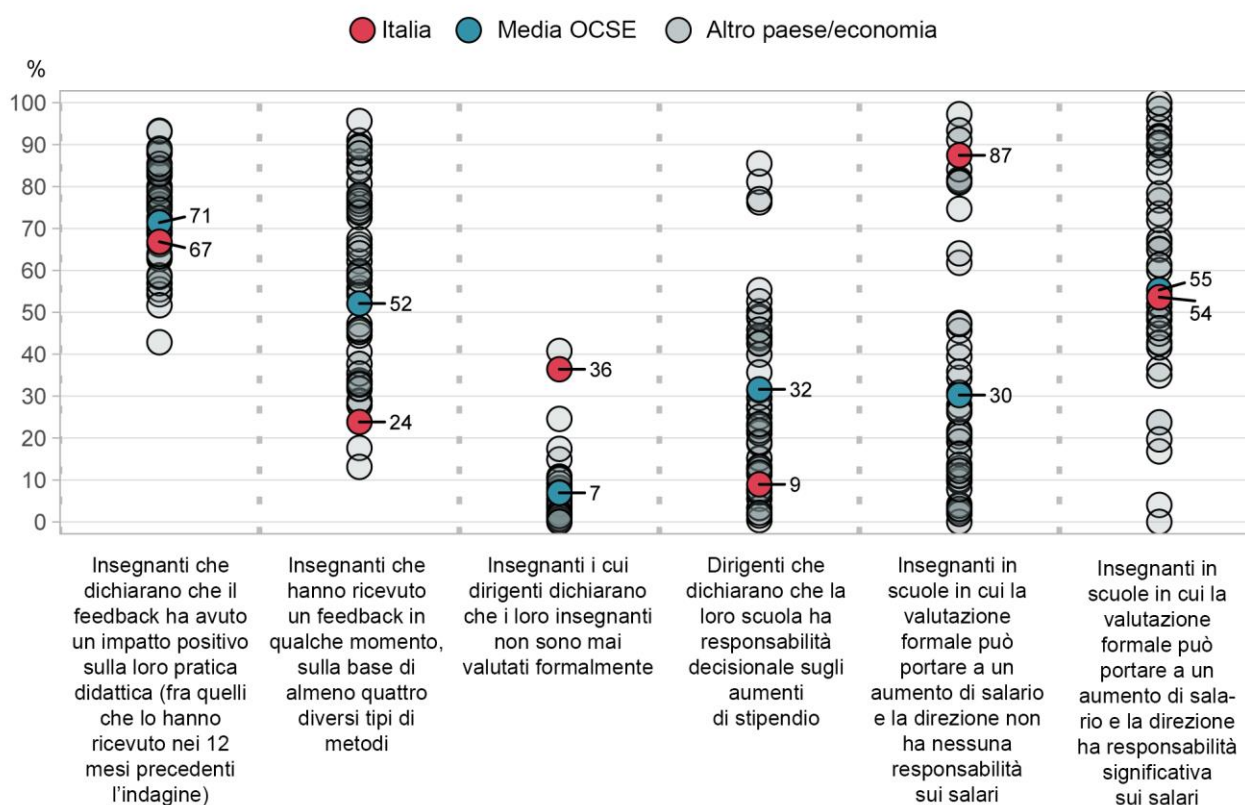 Italia Media OCSE Altro paese/economia
%
100
90
80
70
60
50
40
30
20
10
0
71
67
52
24
36
7
32
9
87
30
55
54
Insegnanti che
dichiarano che il
feedback ha avuto
un impatto positivo
sulla loro pratica
didattica (fra quelli
che lo hanno
ricevuto nei 12
mesi precedenti
l'indagine)
Insegnanti che
hanno ricevuto
un feedback in
qualche momento,
sulla base di
almeno quattro
diversi tipi di
metodi
Insegnanti i cui
dirigenti dichiarano
che i loro insegnanti
non sono mai
valutati formalmente
Dirigenti che
dichiarano che la
loro scuola ha
responsabilità
decisionale sugli
aumenti
di stipendio
Insegnanti in
scuole in cui la
valutazione
formale può
portare a un
aumento di salario
e la direzione non
ha nessuna
responsabilità
sui salari
Insegnanti in
scuole in cui la
valutazione
formale può
portare a un
aumento di sala-
rio e la direzione
ha responsabilità
significativa
sui salari